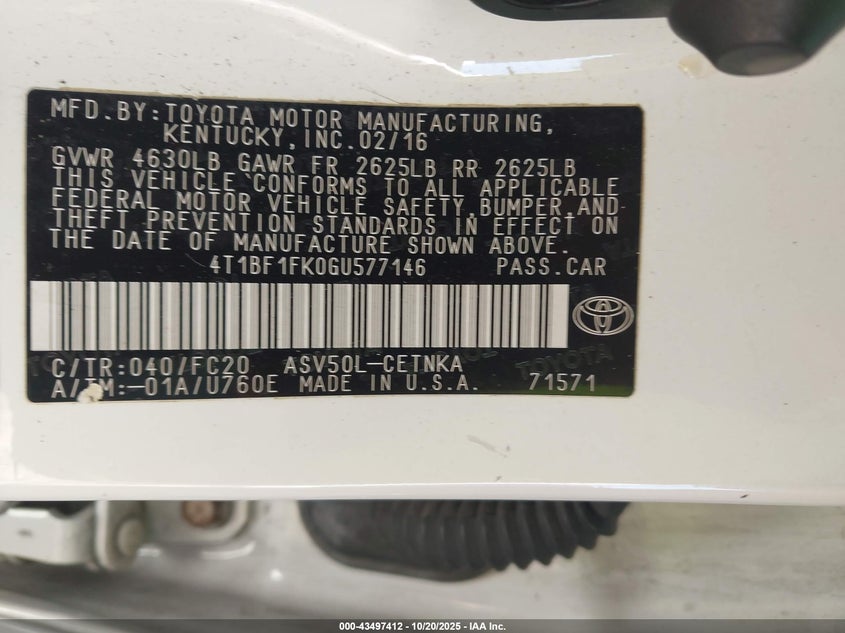 MFD.BY:TOYOTA MOTOR MANUFACTURING,
KENTUCKY,INC.02/16
GVWR 4630LB GAWR FR 2625LB RR 2625LB
THIS VEHICLE CONFORMS TO ALL APPLICABLE
FEDERAL MOTOR VEHICLE SAFETY,BUMPER,AND
THEFT PREVENTION STANDARDS IN EFFECT ON
THE DATE OF MANUFACTURE SHOWN ABOVE.
4T1BF1FK0GU577146 PASS.CAR
C/TR:040/FC20 ASV50L-CETNKA
A/TM:-01A/U760E MADE IN U.S.A. 71571
TOYOTA
000-43497412 - 10/20/2025 - IAA Inc.